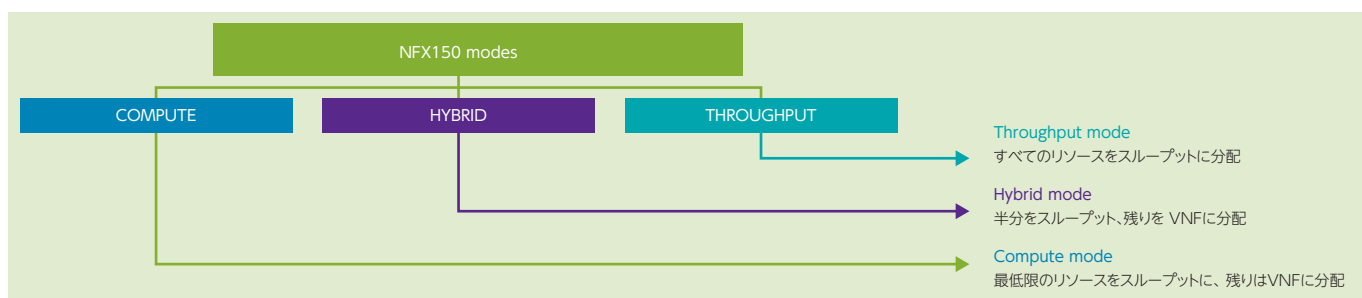 NFX150 modes
COMPUTE
HYBRID
THROUGHPUT
Throughput mode
すべてのリソースをスループットに分配
Hybrid mode
半分をスループット、残りを VNFに分配
Compute mode
最低限のリソースをスループットに、残りはVNFに分配